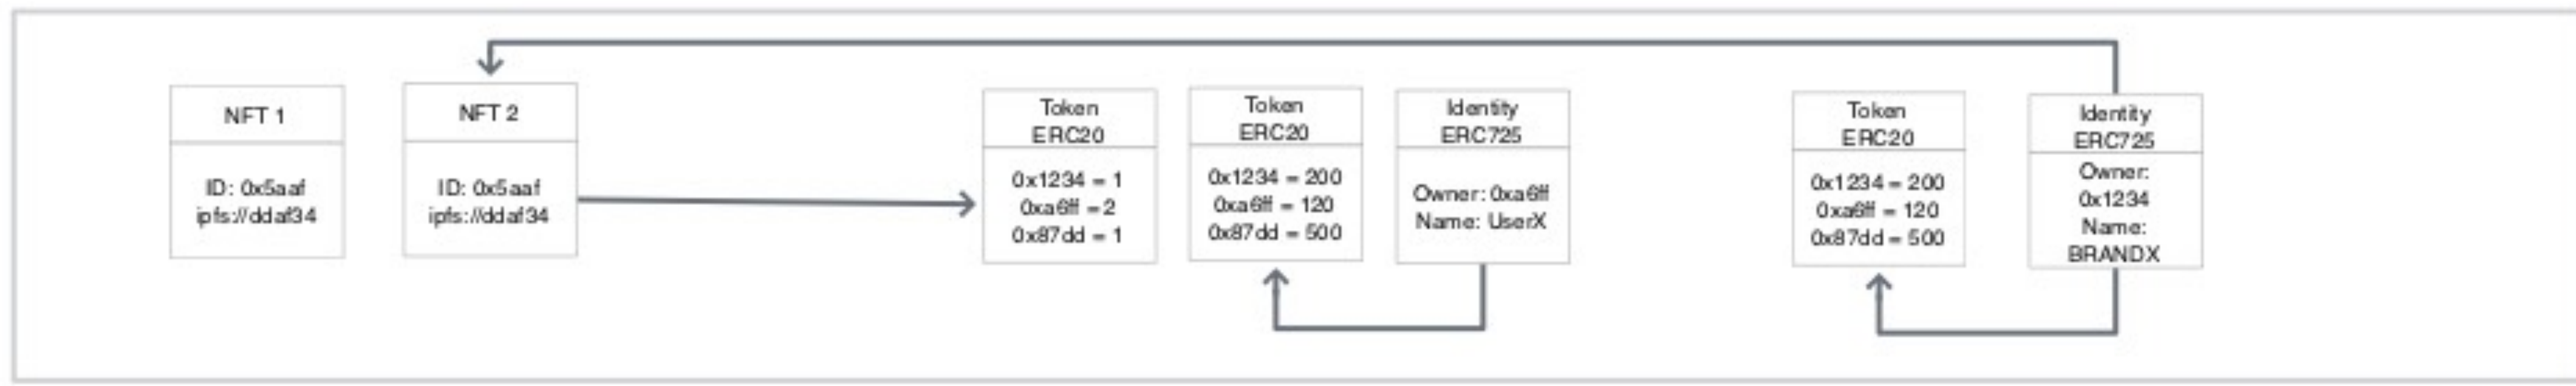 NFT 1
ID: 0x5aaf
ipfs://ddaf34
NFT 2
ID: 0x5aaf
ipfs://ddaf34
Token
ERC20
0x1234 = 1
0xa6ff =2
0x87dd = 1
Token
ERC20
0x1234 = 200
0xa6ff = 120
0x87dd = 500
Identity
ERC725
Owner: 0xa6ff
Name: UserX
Token
ERC20
0x1234 = 200
0xa6ff = 120
0x87dd = 500
Identity
ERC725
Owner:
0x1234
Name:
BRANDX